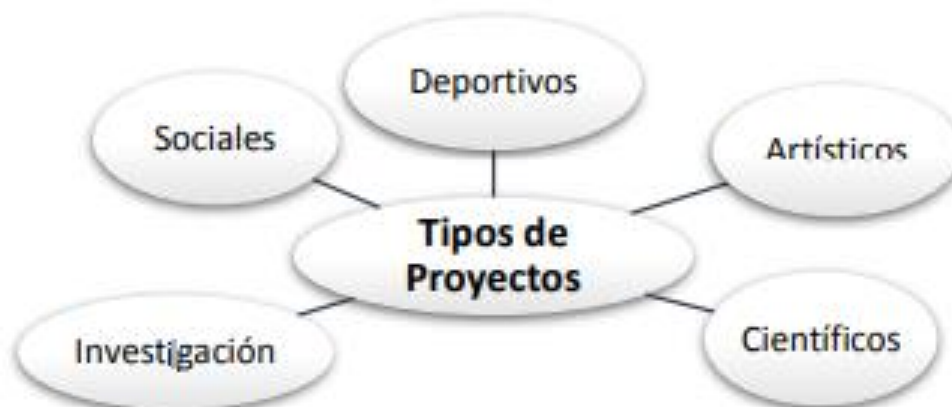 Deportivos
Sociales
Artísticos
Tipos de
Proyectos
Investigación
Científicos